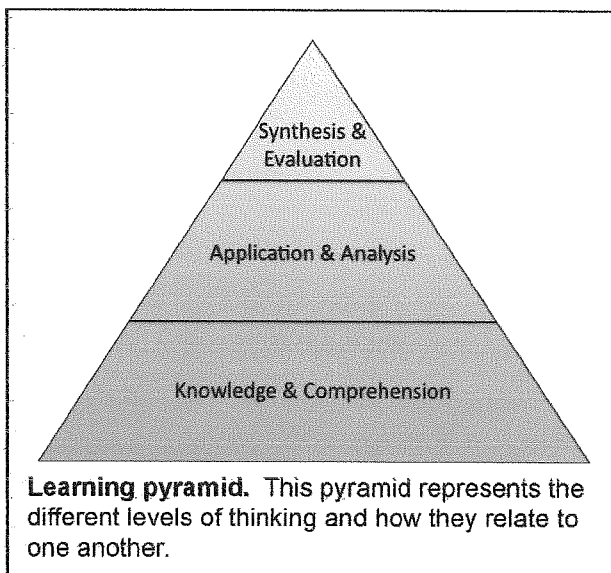 Synthesis &
Evaluation
Application & Analysis
Knowledge & Comprehension
Learning pyramid. This pyramid represents the
different levels of thinking and how they relate to
one another.